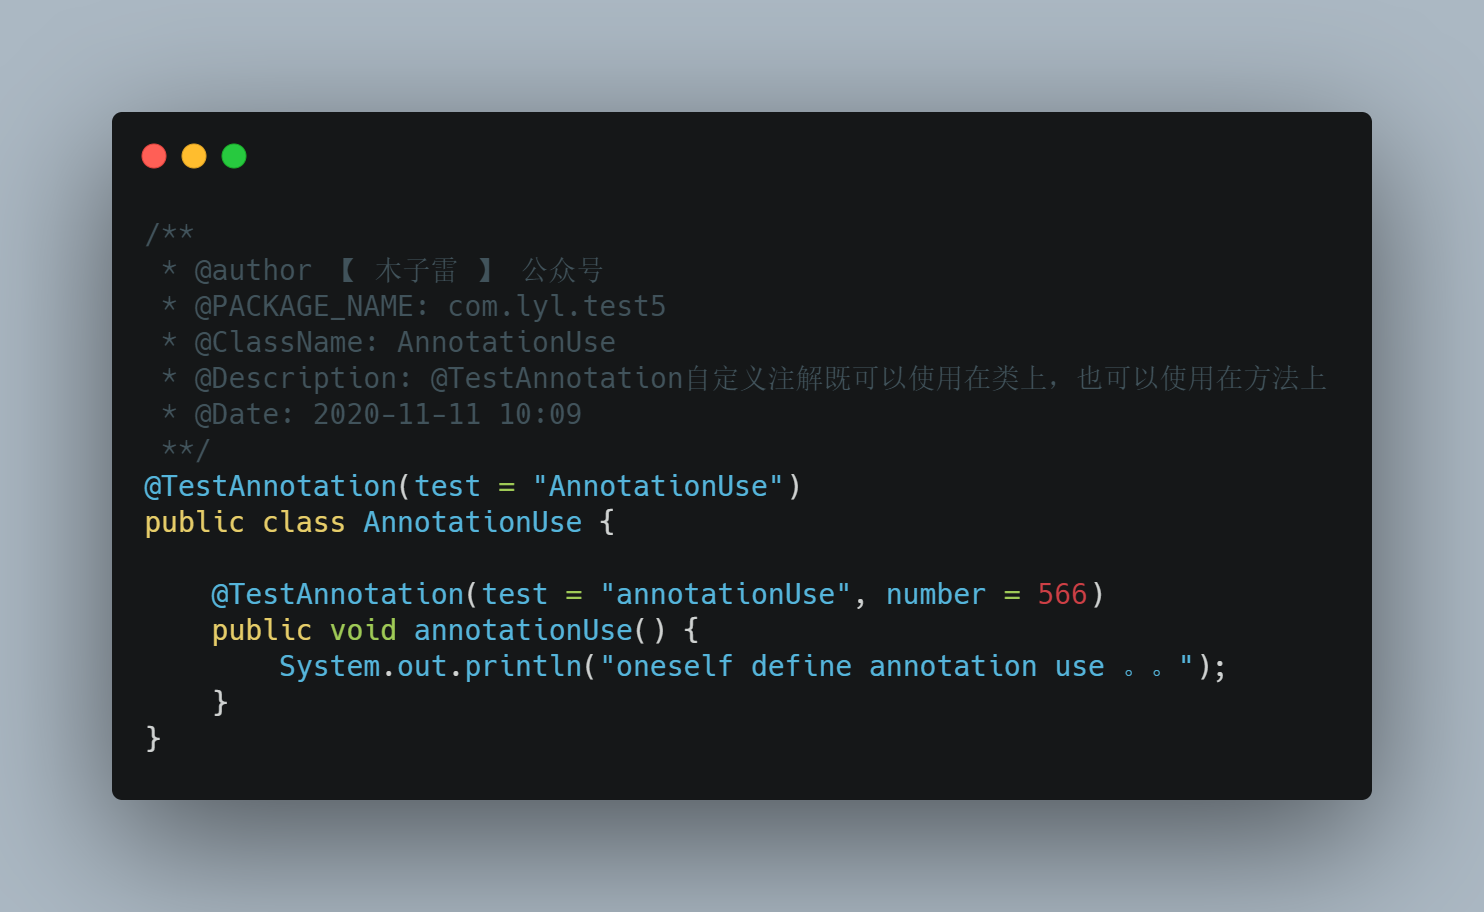 /**
 * @author 【 木子雷 】 公众号
 * @PACKAGE_NAME: com.lyl.test5
 * @ClassName: AnnotationUse
 * @Description: @TestAnnotation自定义注解既可以使用在类上，也可以使用在方法上
 * @Date: 2020-11-11 10:09
 **/
@TestAnnotation(test = "AnnotationUse")
public class AnnotationUse {
    @TestAnnotation(test = "annotationUse", number = 566)
    public void annotationUse() {
        System.out.println("oneself define annotation use 。。");
    }
}